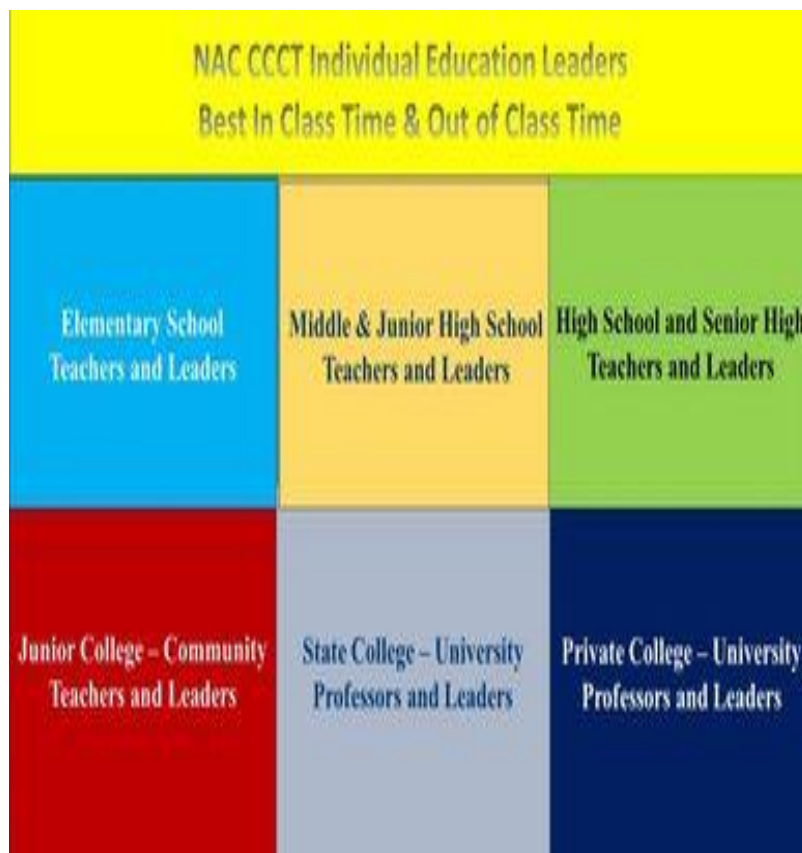 NAC CCCT Individual Education Leaders
Best In Class Time & Out of Class Time
Elementary School
Teachers and Leaders
Middle & Junior High School
Teachers and Leaders
High School and Senior High
Teachers and Leaders
Junior College – Community
Teachers and Leaders
State College – University
Professors and Leaders
Private College – University
Professors and Leaders